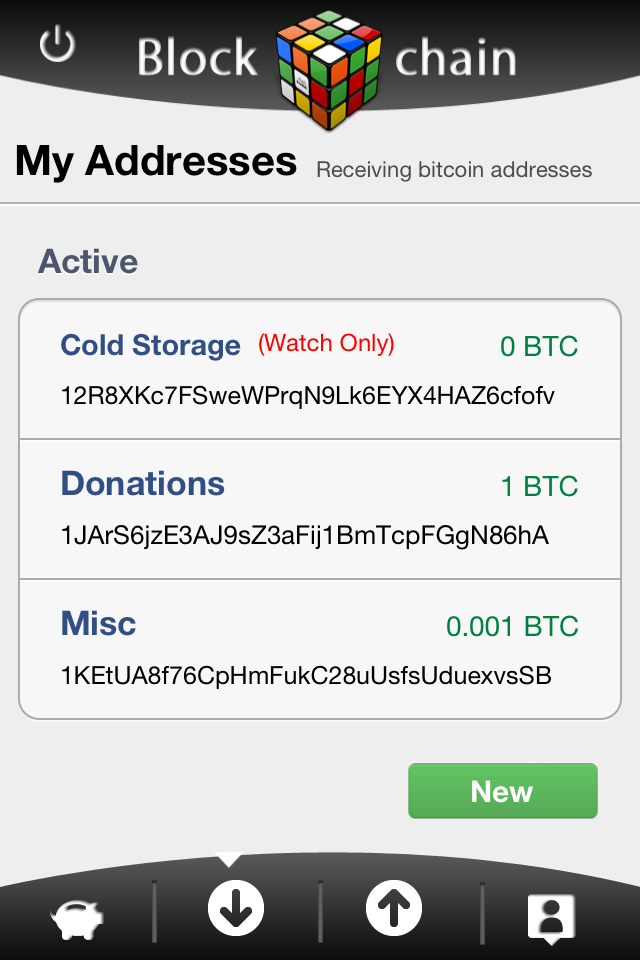 Block chain
My Addresses Receiving bitcoin addresses
Active
Cold Storage (Watch Only) 0 BTC
12R8XKc7FSweWPrqN9Lk6EYX4HAZ6cfofv
Donations 1 BTC
1JArS6jzE3AJ9sZ3aFij1BmTcpFGgN86hA
Misc 0.001 BTC
1KEtUA8f76CpHmFukC28uUsfsUduexvsSB
New